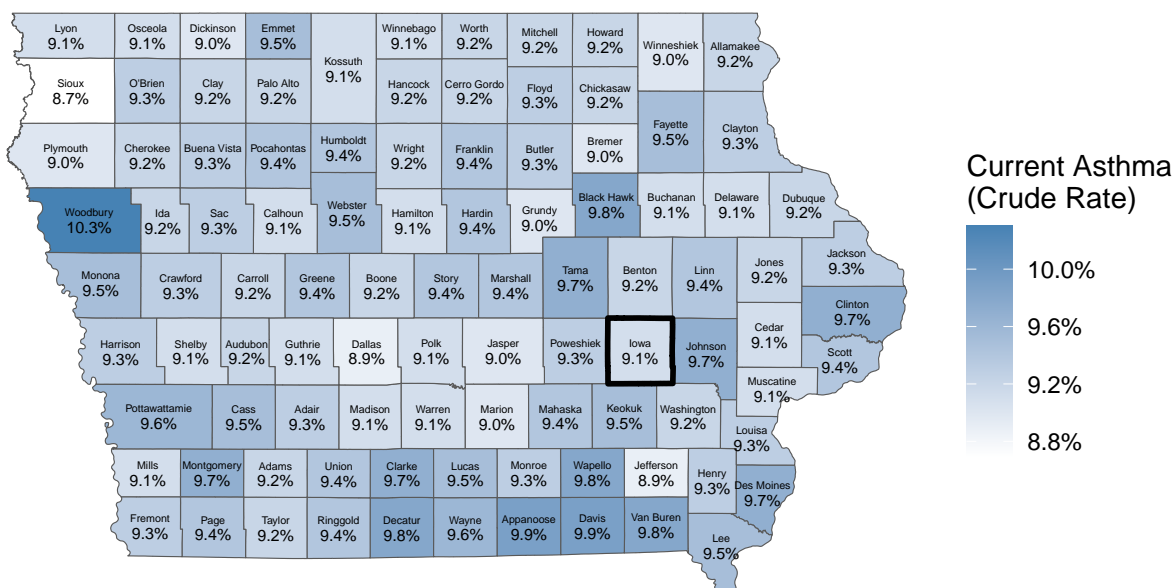 Lyon
9.1%
Osceola
9.1%
Dickinson
9.0%
Emmet
9.5%
Winnebago
9.1%
Worth
9.2%
Mitchell
9.2%
Howard
9.2%
Winneshiek
9.0%
Allamakee
9.2%
Kossuth
9.1%
Sioux
8.7%
O'Brien
9.3%
Clay
9.2%
Palo Alto
9.2%
Hancock
9.2%
Cerro Gordo
9.2%
Floyd
9.3%
Chickasaw
9.2%
Fayette
9.5%
Clayton
9.3%
Plymouth
9.0%
Cherokee
9.2%
Buena Vista
9.3%
Pocahontas
9.4%
Humboldt
9.4%
Wright
9.2%
Franklin
9.4%
Butler
9.3%
Bremer
9.0%
Woodbury
10.3%
Ida
9.2%
Sac
9.3%
Calhoun
9.1%
Webster
9.5%
Hamilton
9.1%
Hardin
9.4%
Grundy
9.0%
Black Hawk
9.8%
Buchanan
9.1%
Delaware
9.1%
Dubuque
9.2%
Monona
9.5%
Crawford
9.3%
Carroll
9.2%
Greene
9.4%
Boone
9.2%
Story
9.4%
Marshall
9.4%
Tama
9.7%
Benton
9.2%
Linn
9.4%
Jones
9.2%
Jackson
9.3%
Clinton
9.7%
Harrison
9.3%
Shelby
9.1%
Audubon
9.2%
Guthrie
9.1%
Dallas
8.9%
Polk
9.1%
Jasper
9.0%
Poweshiek
9.3%
Iowa
9.1%
Johnson
9.7%
Cedar
9.1%
Scott
9.4%
Muscatine
9.1%
Pottawattamie
9.6%
Cass
9.5%
Adair
9.3%
Madison
9.1%
Warren
9.1%
Marion
9.0%
Mahaska
9.4%
Keokuk
9.5%
Washington
9.2%
Louisa
9.3%
Mills
9.1%
Montgomery
9.7%
Adams
9.2%
Union
9.4%
Clarke
9.7%
Lucas
9.5%
Monroe
9.3%
Wapello
9.8%
Jefferson
8.9%
Henry
9.3%
Des Moines
9.7%
Fremont
9.3%
Page
9.4%
Taylor
9.2%
Ringgold
9.4%
Decatur
9.8%
Wayne
9.6%
Appanoose
9.9%
Davis
9.9%
Van Buren
9.8%
Lee
9.5%
Current Asthma
(Crude Rate)
10.0%
9.6%
9.2%
8.8%